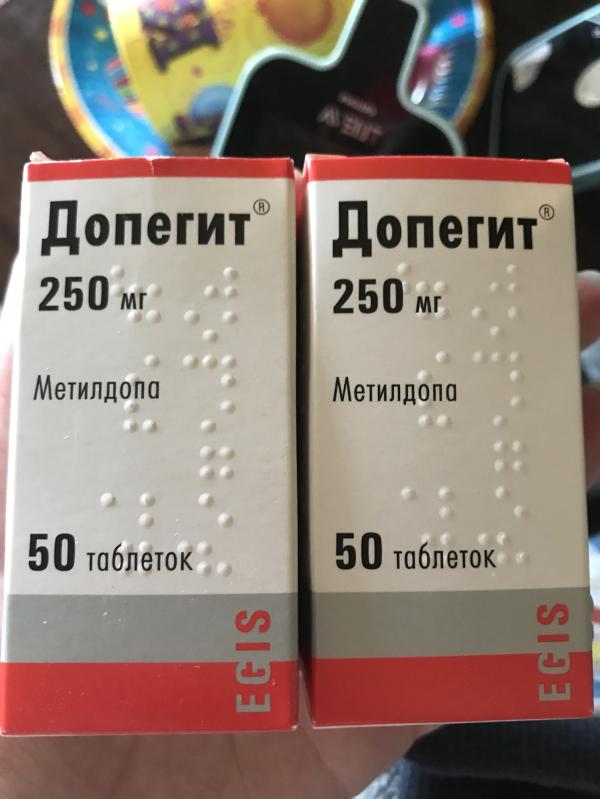 Допегит®
250 мг
Метилдопа
50 таблеток
EGIS
Допегит®
250 мг
Метилдопа
50 таблеток
EGIS